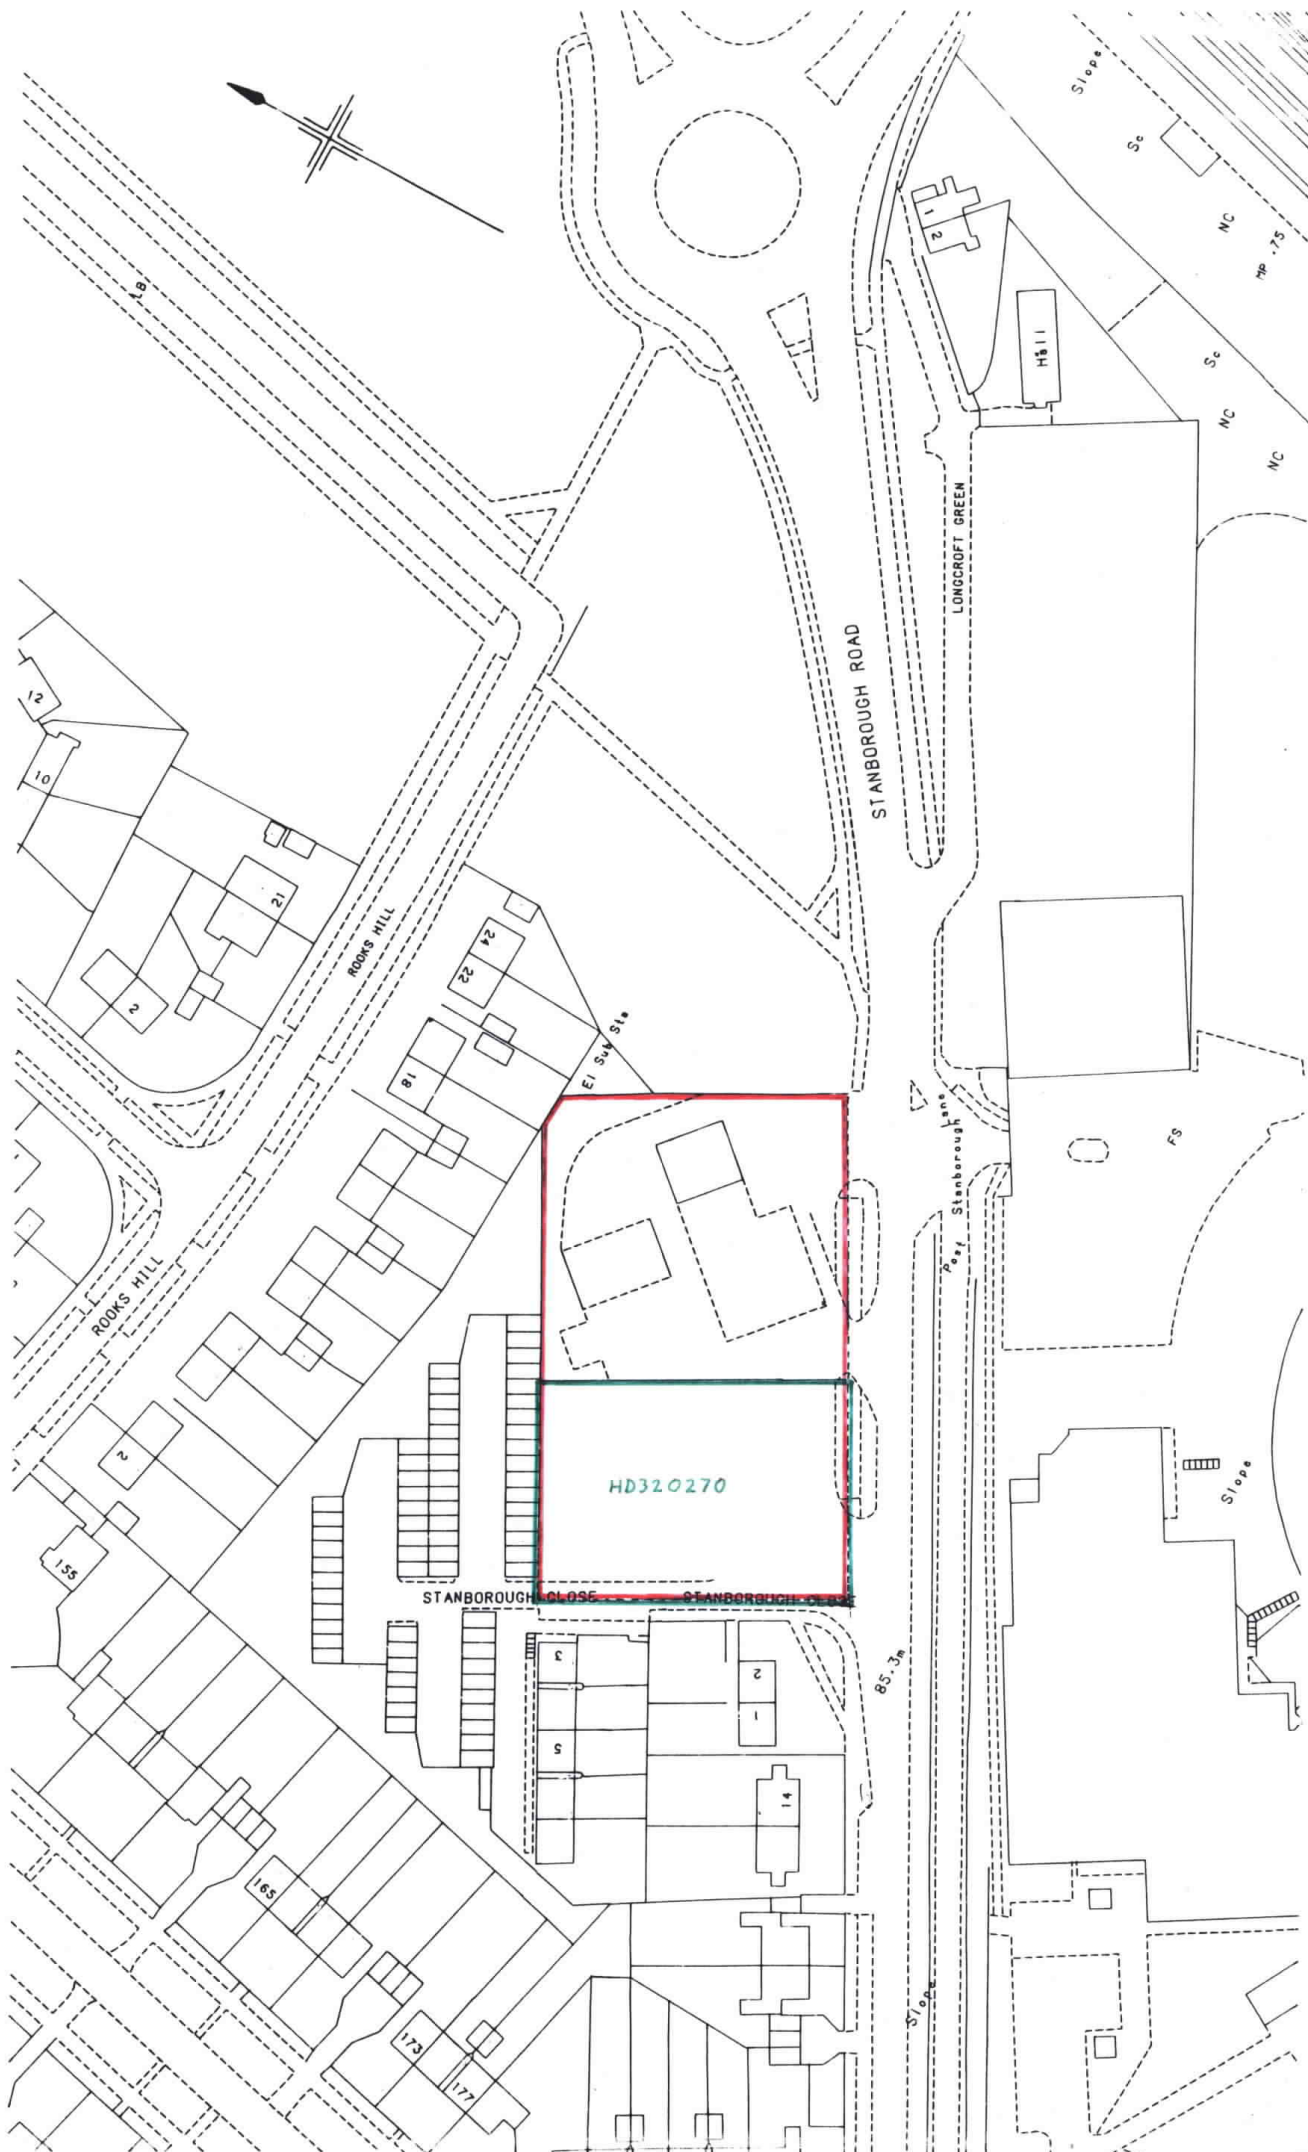 Slope
Sc
NC
MP .75
LB
1
2
Hall
Sc
NC
NC
LONGCROFT GREEN
STANBOROUGH ROAD
12
10
21
2
ROOKS HILL
24
22
18
El Sub Sta
Stanborough Lane
Post
FS
ROOKS HILL
2
HD320270
Slope
155
STANBOROUGH CLOSE
STANBOROUGH CLOSE
3
2
1
85.3m
5
14
165
Slope
173
177